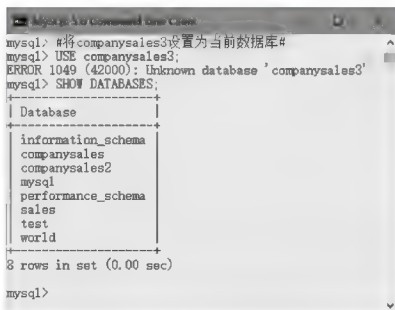 mysql> #将companysales3设置为当前数据库#
mysql> USE companysales3;
ERROR 1049 (42000): Unknown database 'companysales3'
mysql> SHOW DATABASES;
+--------------------+
| Database           |
+--------------------+
| information_schema |
| companysales       |
| companysales2      |
| mysql              |
| performance_schema |
| sales              |
| test               |
| world              |
+--------------------+
8 rows in set (0.00 sec)
mysql>